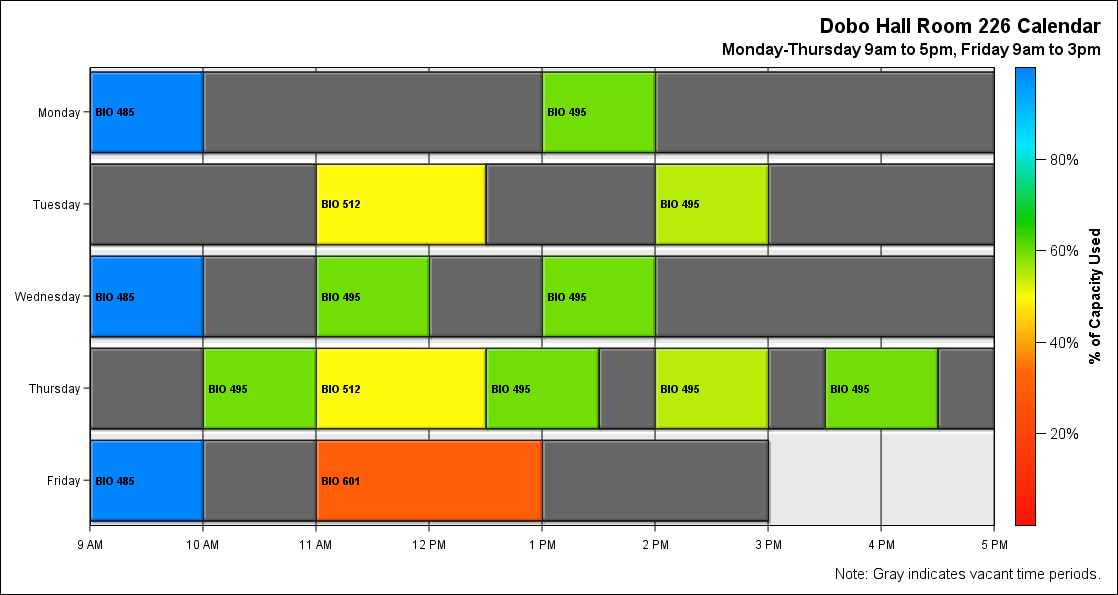 Dobo Hall Room 226 Calendar
Monday-Thursday 9am to 5pm, Friday 9am to 3pm
Monday
BIO 485
BIO 495
Tuesday
BIO 512
BIO 495
Wednesday
BIO 485
BIO 495
BIO 495
Thursday
BIO 495
BIO 512
BIO 495
BIO 495
BIO 495
Friday
BIO 485
BIO 601
9 AM
10 AM
11 AM
12 PM
1 PM
2 PM
3 PM
4 PM
5 PM
80%
60%
40%
20%
% of Capacity Used
Note: Gray indicates vacant time periods.